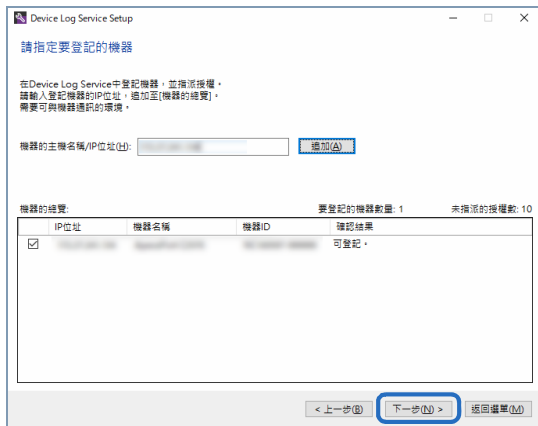 Device Log Service Setup
請指定要登記的機器
在Device Log Service中登記機器，並指派授權。
請輸入登記機器的IP位址，追加至[機器的總覽]。
需要可與機器通訊的環境。
機器的主機名稱/IP位址(H):
追加(A)
機器的總覽: 要登記的機器數量: 1 未指派的授權數: 10
IP位址 機器名稱 機器ID 確認結果
可登記。
< 上一步(B) 下一步(N) > 返回選單(M)